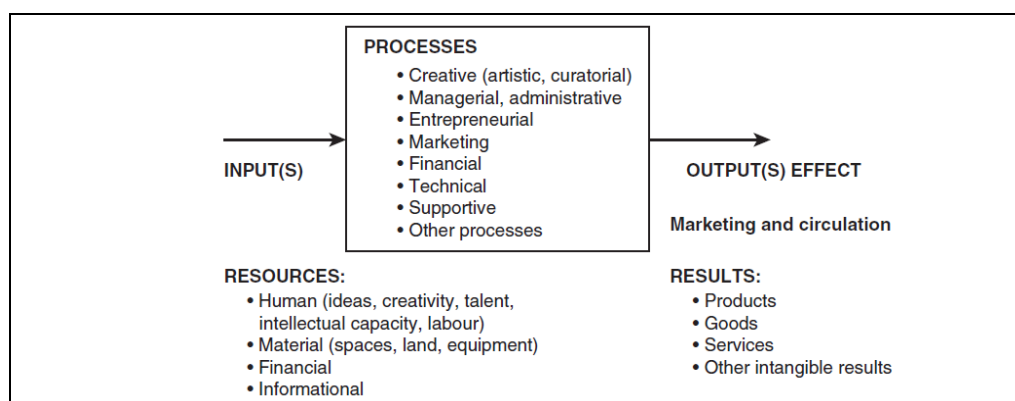 PROCESSES
• Creative (artistic, curatorial)
• Managerial, administrative
• Entrepreneurial
• Marketing
• Financial
• Technical
• Supportive
• Other processes
INPUT(S)
OUTPUT(S) EFFECT
Marketing and circulation
RESOURCES:
• Human (ideas, creativity, talent,
intellectual capacity, labour)
• Material (spaces, land, equipment)
• Financial
• Informational
RESULTS:
• Products
• Goods
• Services
• Other intangible results